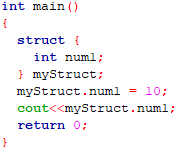 int main()
{
struct {
int num1;
} myStruct;
myStruct.num1 = 10;
cout<<myStruct.num1;
return 0;
}